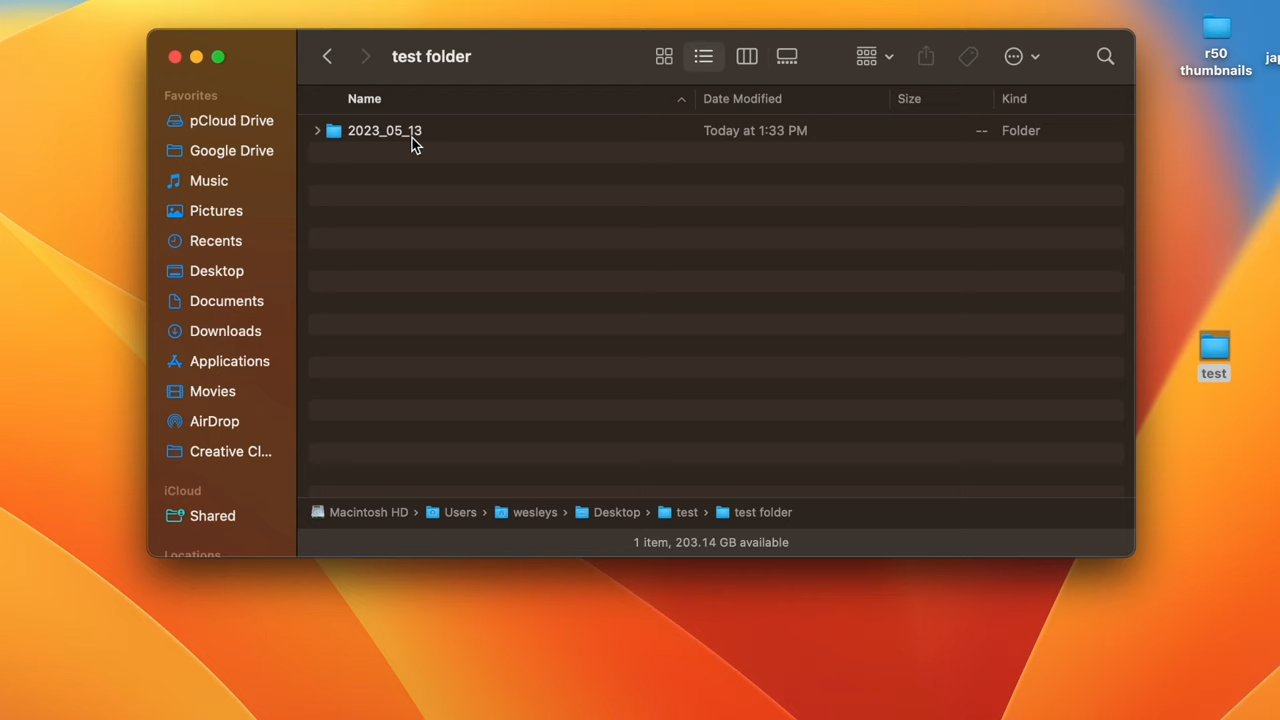 test folder
r50
thumbnails
Favorites
pCloud Drive
Google Drive
Music
Pictures
Recents
Desktop
Documents
Downloads
Applications
Movies
AirDrop
Creative Cl...
iCloud
Shared
Locations
Name Date Modified Size Kind
2023_05_13 Today at 1:33 PM -- Folder
Macintosh HD › Users › wesleys › Desktop › test › test folder
1 item, 203.14 GB available
test